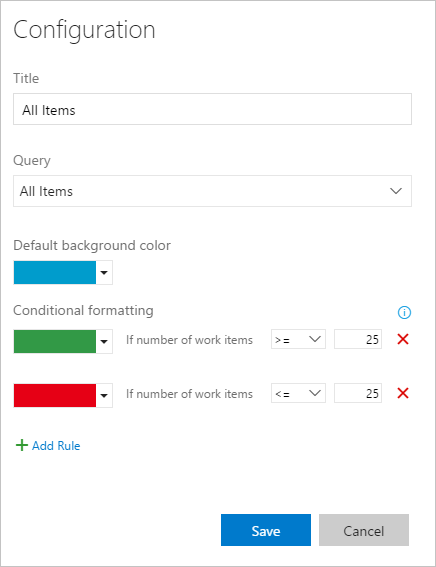 Configuration
Title
All Items
Query
All Items
Default background color
Conditional formatting
If number of work items >= 25
If number of work items <= 25
Add Rule
Save Cancel